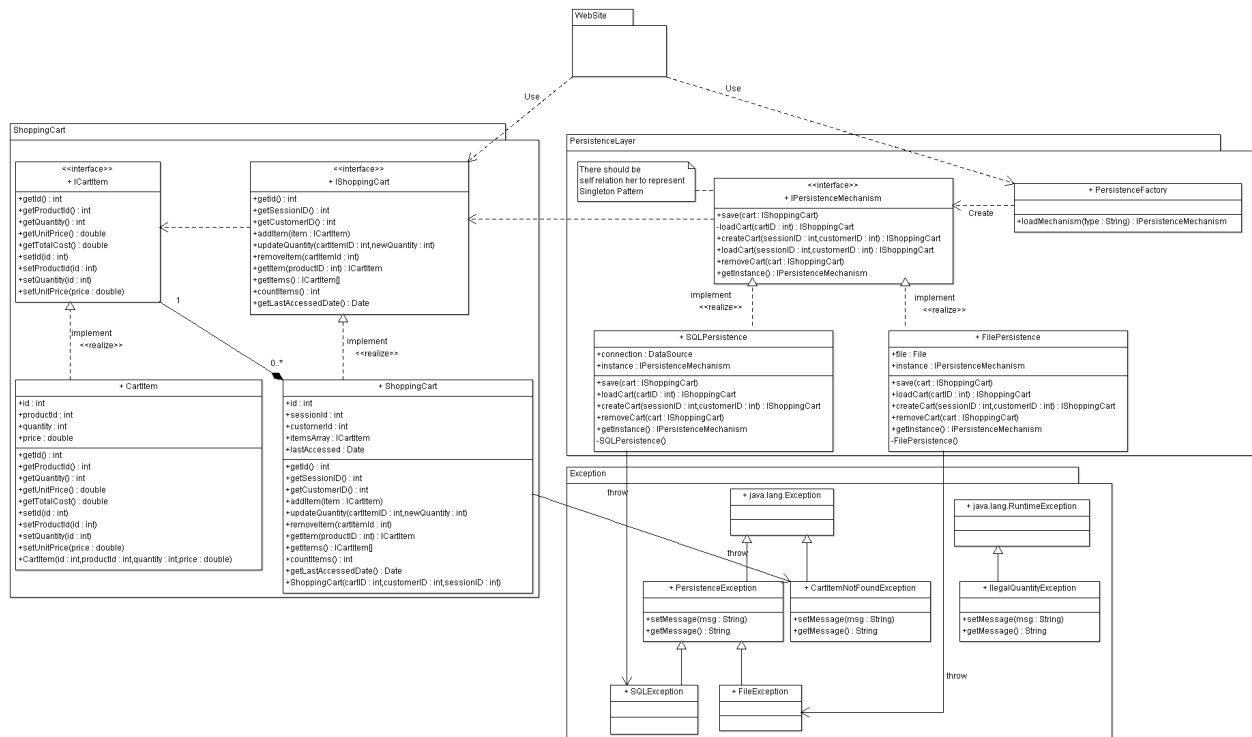 WebSite
Use
Use
ShoppingCart
<<interface>>
+ ICartItem
+getId() : int
+getProductId() : int
+getQuantity() : int
+getUnitPrice() : double
+getTotalCost() : double
+setId(id : int)
+setProductId(id : int)
+setQuantity(id : int)
+setUnitPrice(price : double)
<<interface>>
+ IShoppingCart
+getId() : int
+getSessionID() : int
+getCustomerID() : int
+addItem(item : ICartItem)
+updateQuantity(cartItemID : int,newQuantity : int)
+removeItem(cartItemId : int)
+getItem(productID : int) : ICartItem
+getItems() : ICartItem[]
+countItems() : int
+getLastAccessedDate() : Date
1
implement
<<realize>>
implement
<<realize>>
0..*
+ CartItem
+id : int
+productId : int
+quantity : int
+price : double
+getId() : int
+getProductId() : int
+getQuantity() : int
+getUnitPrice() : double
+getTotalCost() : double
+setId(id : int)
+setProductId(id : int)
+setQuantity(id : int)
+setUnitPrice(price : double)
+CartItem(id : int,productId : int,quantity : int,price : double)
+ ShoppingCart
+id : int
+sessionId : int
+customerId : int
+itemsArray : ICartItem
+lastAccessed : Date
+getId() : int
+getSessionID() : int
+getCustomerID() : int
+addItem(item : ICartItem)
+updateQuantity(cartItemID : int,newQuantity : int)
+removeItem(cartItemId : int)
+getItem(productID : int) : ICartItem
+getItems() : ICartItem[]
+countItems() : int
+getLastAccessedDate() : Date
+ShoppingCart(cartID : int,customerID : int,sessionID : int)
PersistenceLayer
There should be
self relation her to represent
Singleton Pattern
<<interface>>
+ IPersistenceMechanism
+save(cart : IShoppingCart)
-loadCart(cartID : int) : IShoppingCart
+createCart(sessionID : int,customerID : int) : IShoppingCart
+loadCart(sessionID : int,customerID : int) : IShoppingCart
+removeCart(cart : IShoppingCart)
+getInstance() : IPersistenceMechanism
Create
+ PersistenceFactory
+loadMechanism(type : String) : IPersistenceMechanism
implement
<<realize>>
implement
<<realize>>
+ SQLPersistence
+connection : DataSource
+instance : IPersistenceMechanism
+save(cart : IShoppingCart)
+loadCart(cartID : int) : IShoppingCart
+createCart(sessionID : int,customerID : int) : IShoppingCart
+removeCart(cart : IShoppingCart)
+getInstance() : IPersistenceMechanism
-SQLPersistence()
+ FilePersistence
+file : File
+instance : IPersistenceMechanism
+save(cart : IShoppingCart)
+loadCart(cartID : int) : IShoppingCart
+createCart(sessionID : int,customerID : int) : IShoppingCart
+removeCart(cart : IShoppingCart)
+getInstance() : IPersistenceMechanism
-FilePersistence()
Exception
throw
+ java.lang.Exception
+ java.lang.RuntimeException
throw
+ PersistenceException
+setMessage(msg : String)
+getMessage() : String
+ CartItemNotFoundException
+setMessage(msg : String)
+getMessage() : String
+ IlegalQuantityException
+setMessage(msg : String)
+getMessage() : String
throw
+ SQLException
+ FileException